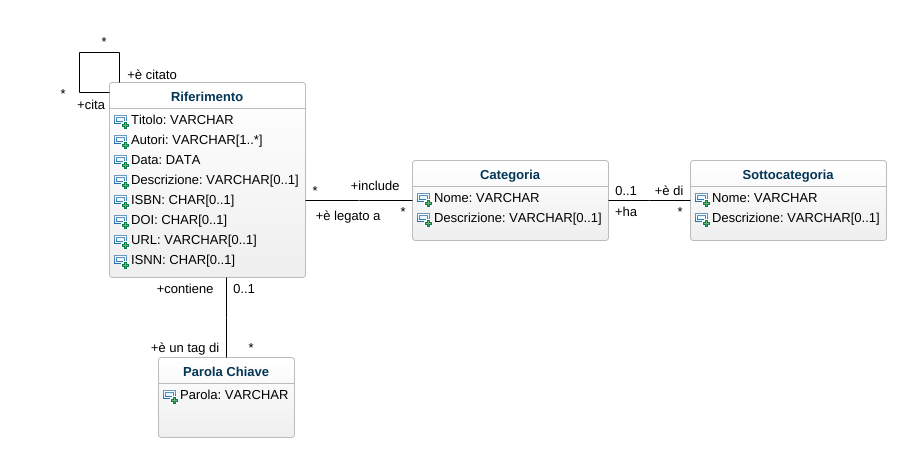 *
+è citato
*
+cita
Riferimento
Titolo: VARCHAR
Autori: VARCHAR[1..*]
Data: DATA
Descrizione: VARCHAR[0..1]
ISBN: CHAR[0..1]
DOI: CHAR[0..1]
URL: VARCHAR[0..1]
ISNN: CHAR[0..1]
*
+include
+è legato a
*
Categoria
Nome: VARCHAR
Descrizione: VARCHAR[0..1]
0..1
+è di
+ha
*
Sottocategoria
Nome: VARCHAR
Descrizione: VARCHAR[0..1]
+contiene
0..1
+è un tag di
*
Parola Chiave
Parola: VARCHAR